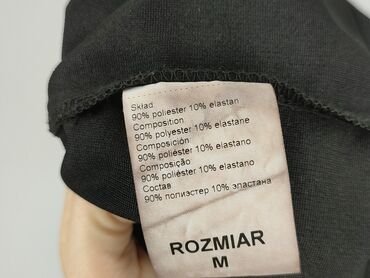 Skład
90% poliester 10% elastan
Composition
90% polyester 10% elastane
Composición
90% poliéster 10% elastano
Composição
90% poliéster 10% elastano
Состав
90% полиэстер 10% эластана
ROZMIAR
M